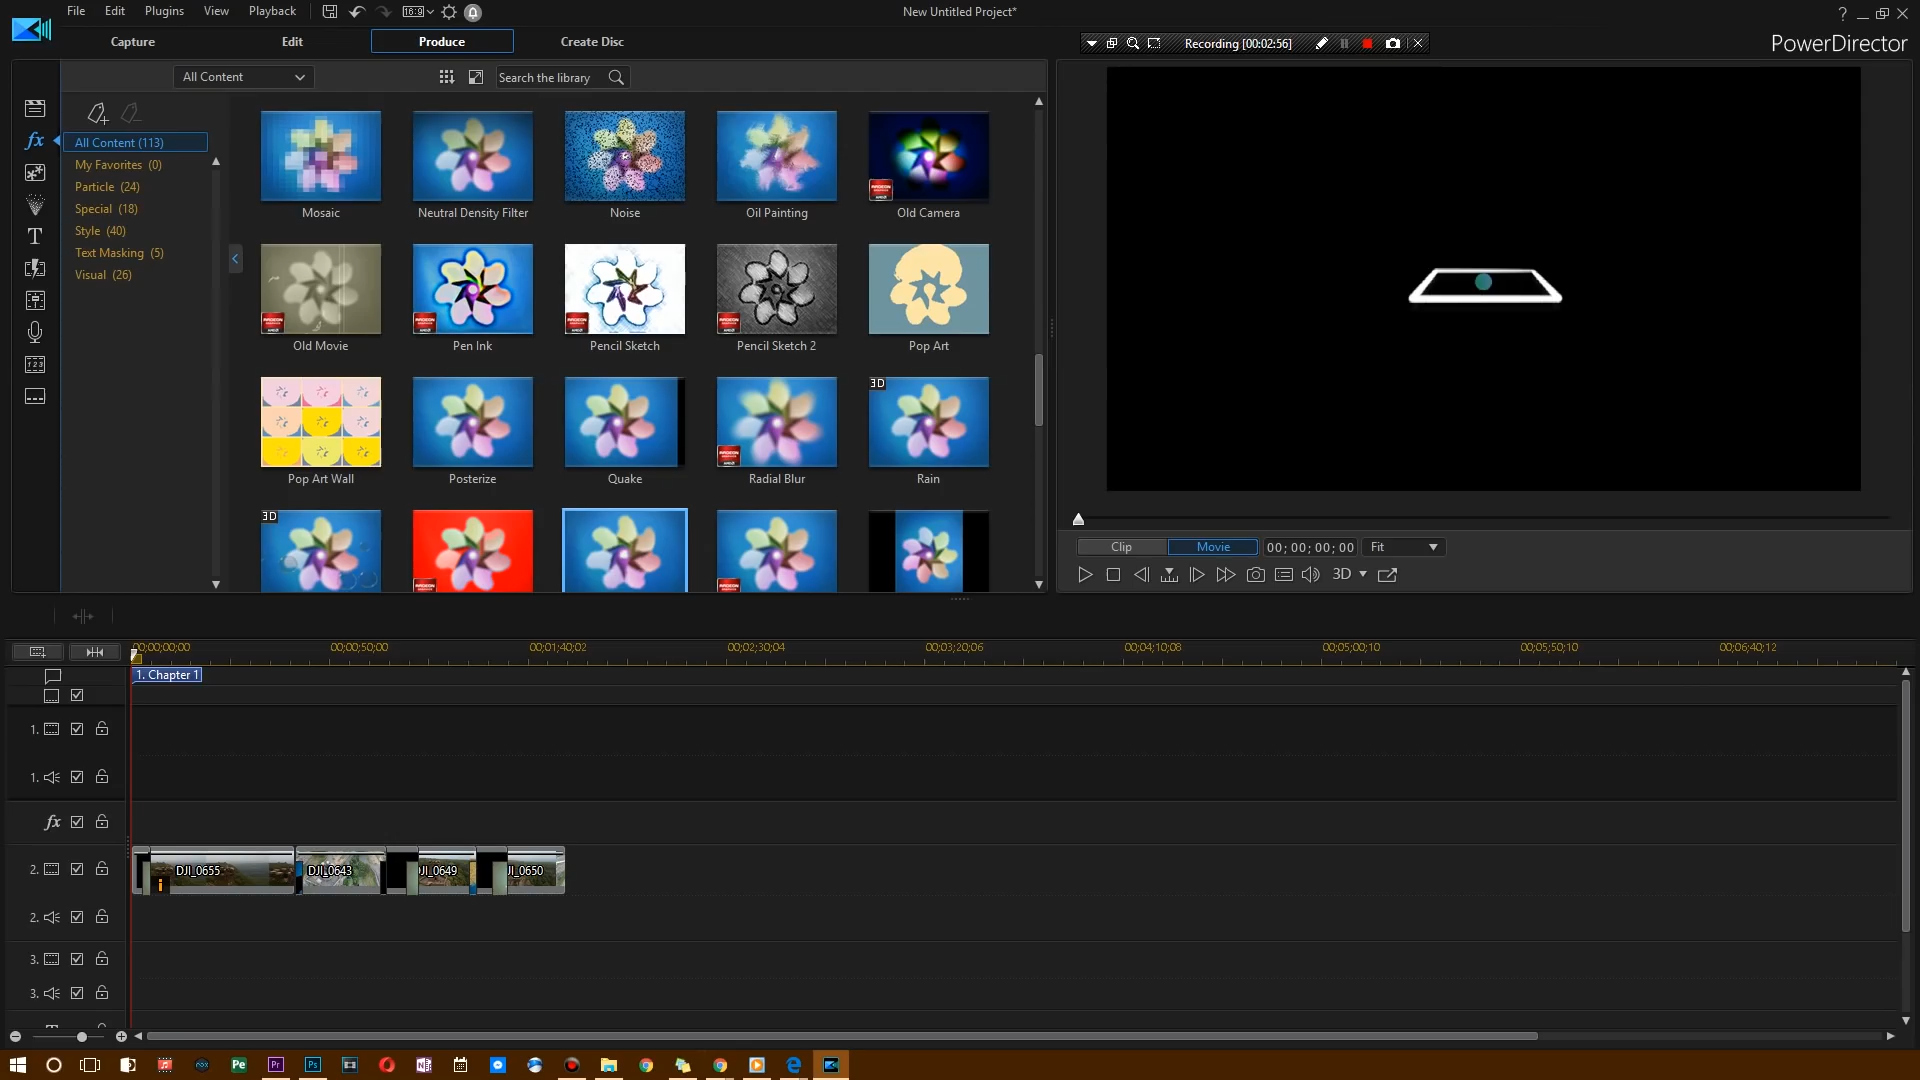 File Edit Plugins View Playback
16:9
New Untitled Project*
Capture Edit Produce Create Disc
Recording [00:02:56]
PowerDirector
All Content
Search the library
All Content (113)
My Favorites (0)
Particle (24)
Special (18)
Style (40)
Text Masking (5)
Visual (26)
Mosaic Neutral Density Filter Noise Oil Painting Old Camera
Old Movie Pen Ink Pencil Sketch Pencil Sketch 2 Pop Art
3D
Pop Art Wall Posterize Quake Radial Blur Rain
3D
Clip Movie 00; 00; 00; 00 Fit
3D
00;00;00;00 00;00;50;00 00;01;40;02 00;02;30;04 00;03;20;06 00;04;10;08 00;05;00;10 00;05;50;10 00;06;40;12
1. Chapter 1
1.
1.
fx
2. DJI_0655 DJI_0643 JI_0649 JI_0650
2.
3.
3.
Pe Pr Ps